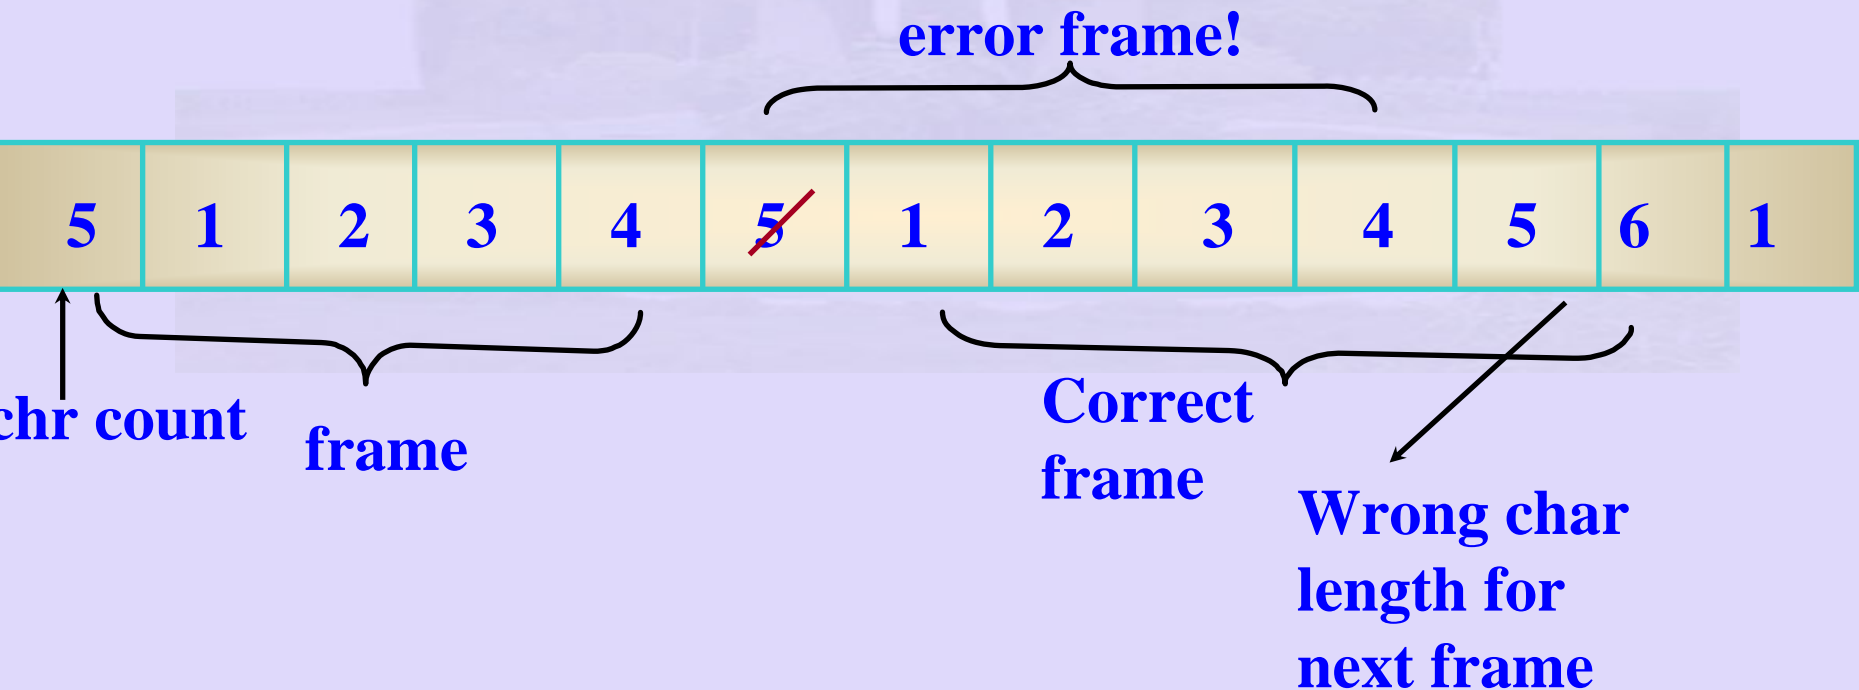 error frame!
5 1 2 3 4 5 1 2 3 4 5 6 1
chr count
frame
Correct
frame
Wrong char
length for
next frame